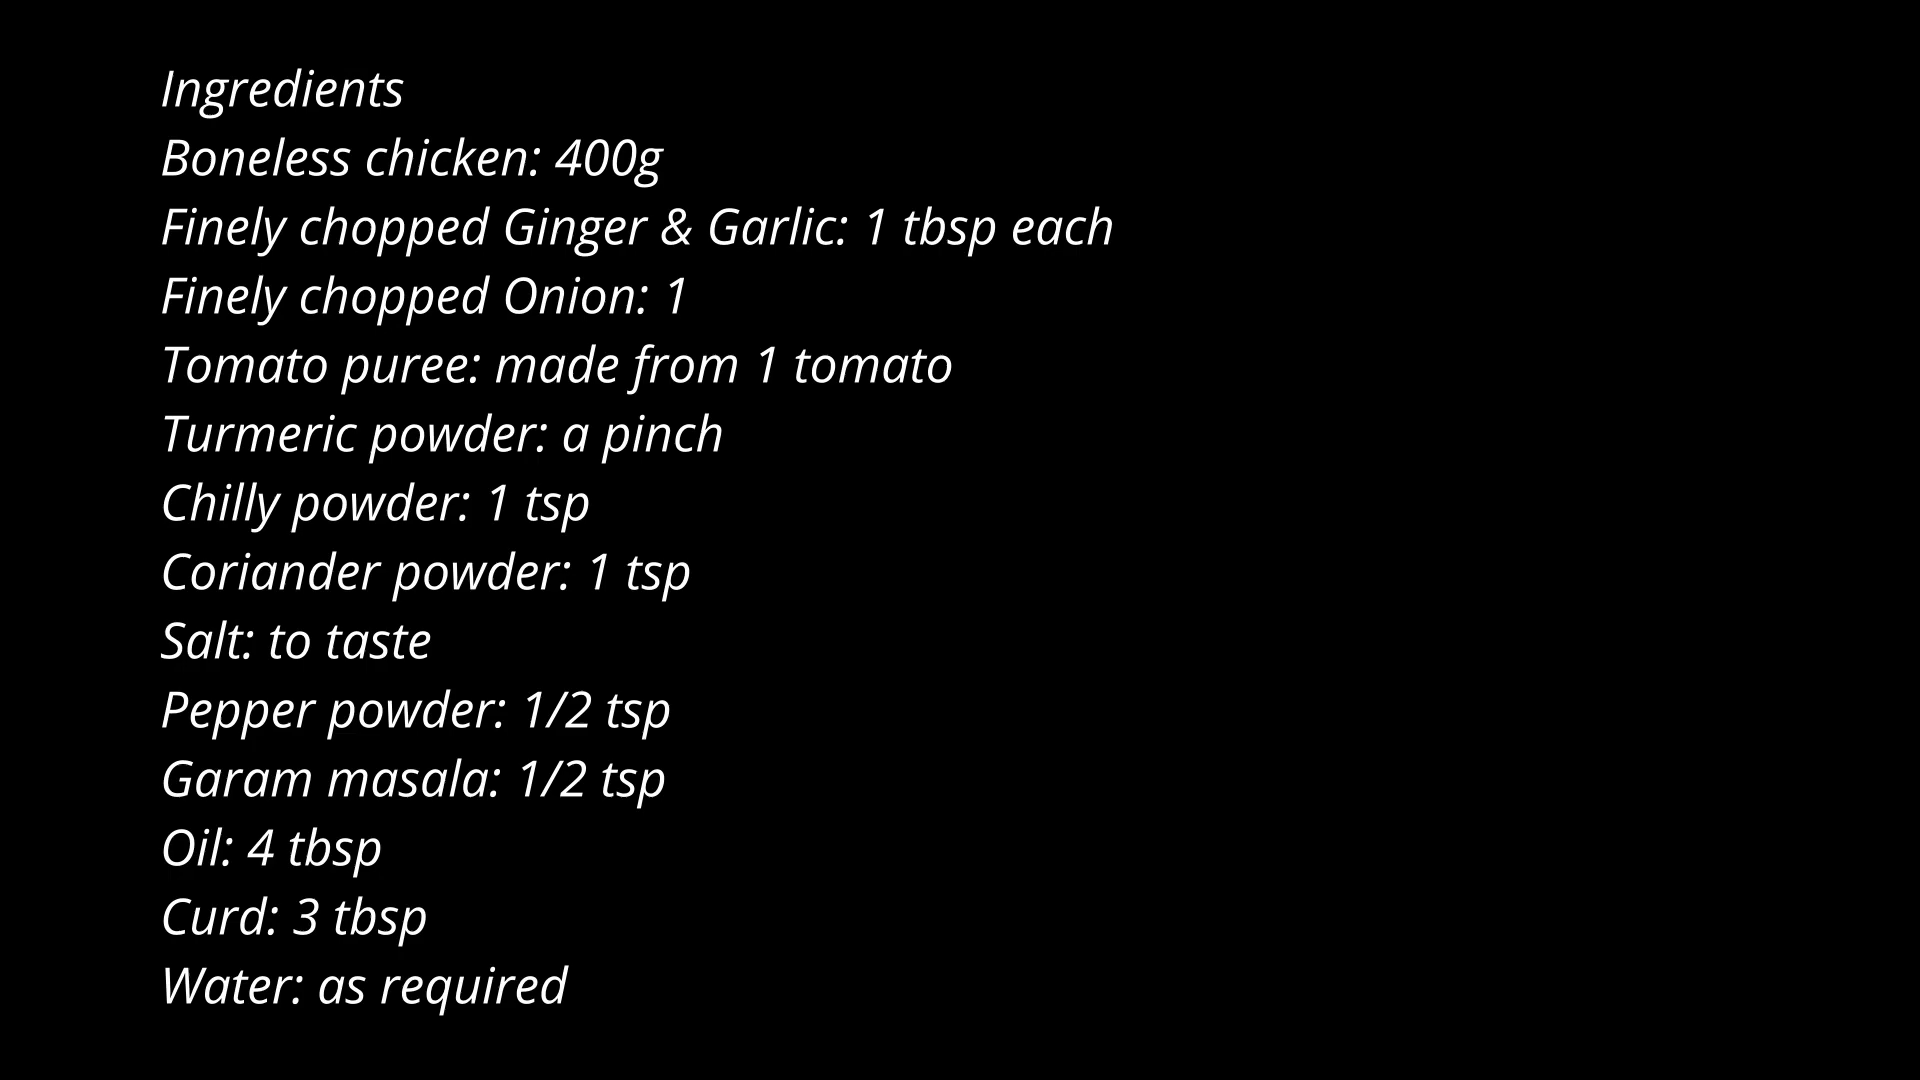 Ingredients
Boneless chicken: 400g
Finely chopped Ginger & Garlic: 1 tbsp each
Finely chopped Onion: 1
Tomato puree: made from 1 tomato
Turmeric powder: a pinch
Chilly powder: 1 tsp
Coriander powder: 1 tsp
Salt: to taste
Pepper powder: 1/2 tsp
Garam masala: 1/2 tsp
Oil: 4 tbsp
Curd: 3 tbsp
Water: as required